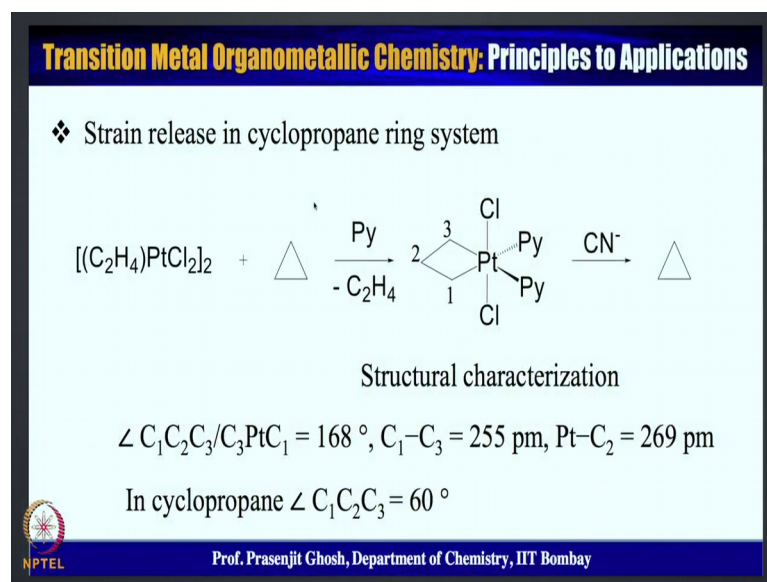 Transition Metal Organometallic Chemistry: Principles to Applications
❖ Strain release in cyclopropane ring system
[(C₂H₄)PtCl₂]₂ + Py - C₂H₄ 2 3 1 Cl Pt Py Py Cl CN⁻
Structural characterization
∠ C₁C₂C₃/C₃PtC₁ = 168 °, C₁−C₃ = 255 pm, Pt−C₂ = 269 pm
In cyclopropane ∠ C₁C₂C₃ = 60 °
NPTEL
Prof. Prasenjit Ghosh, Department of Chemistry, IIT Bombay